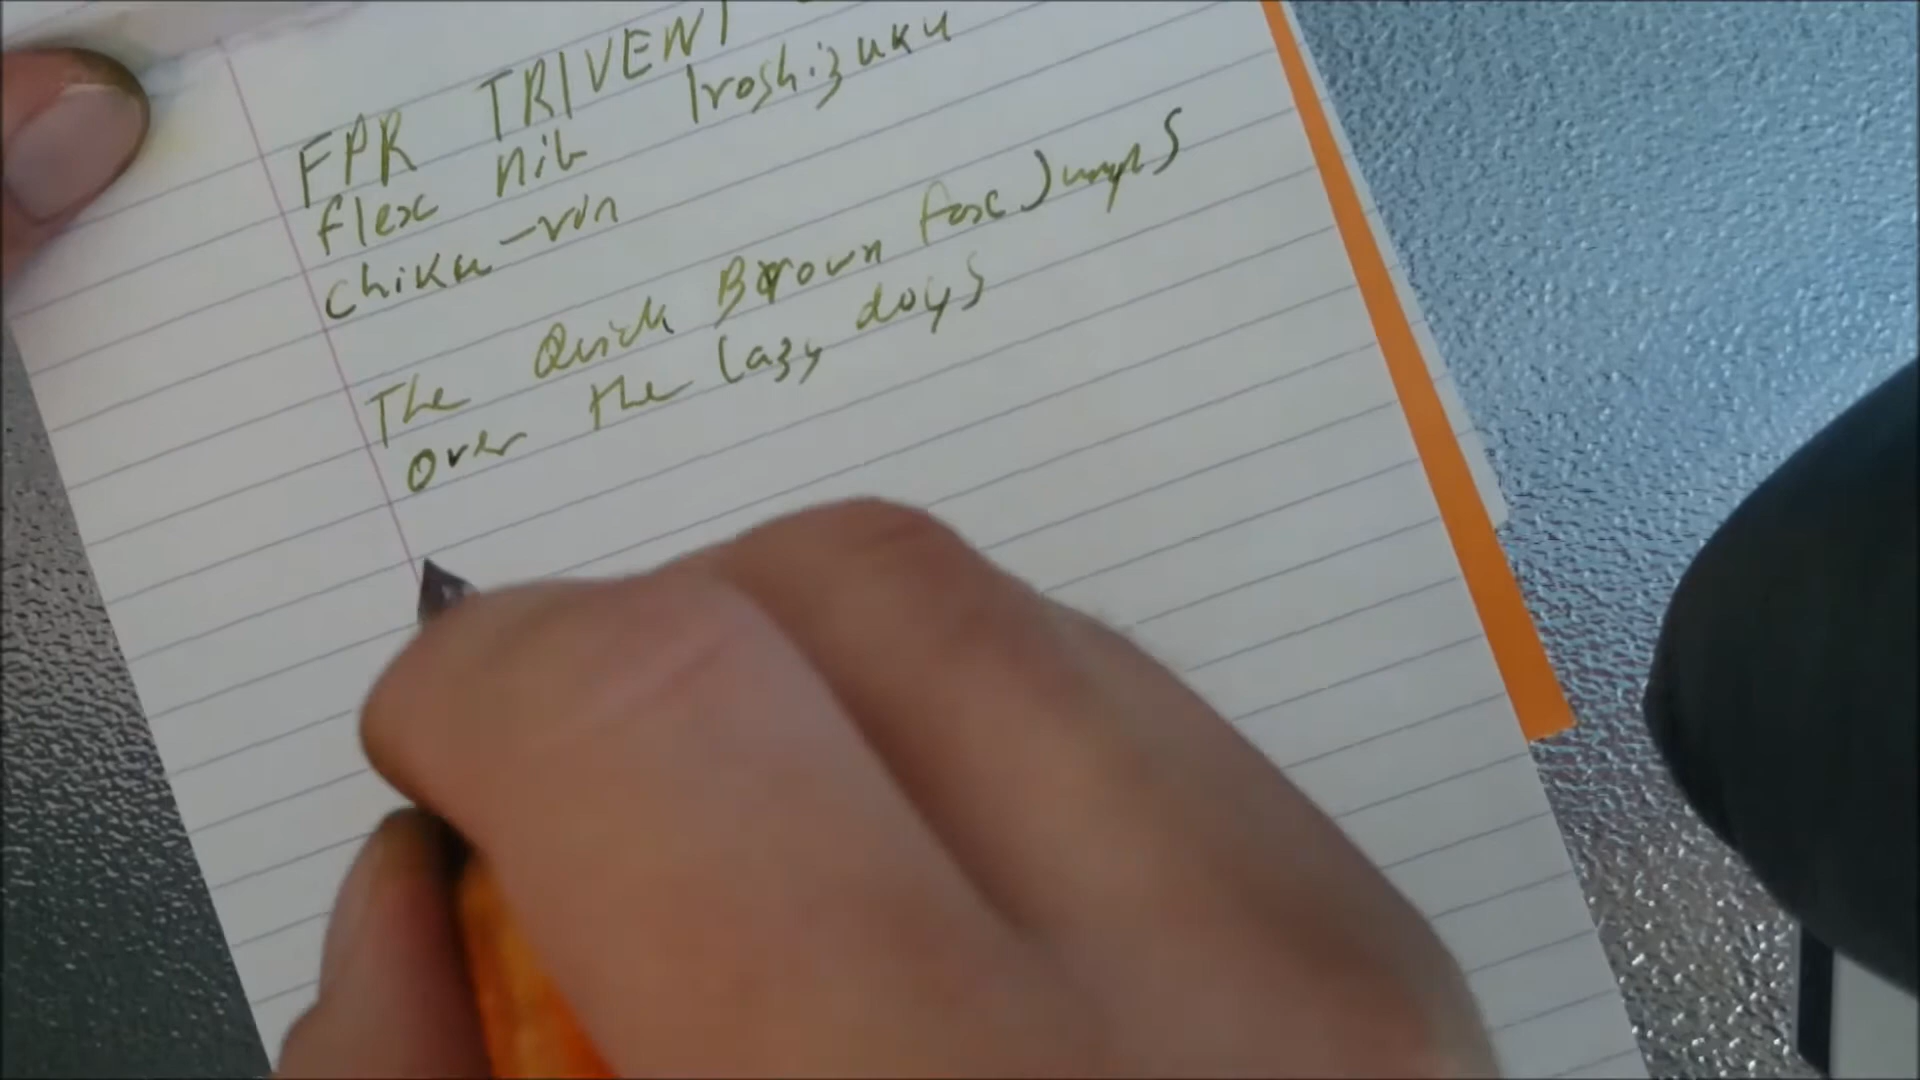 FPR TRIVENI
flex nib Iroshizuku
chiku-rin
The Quick Brown fox Jumps
over the lazy dogs